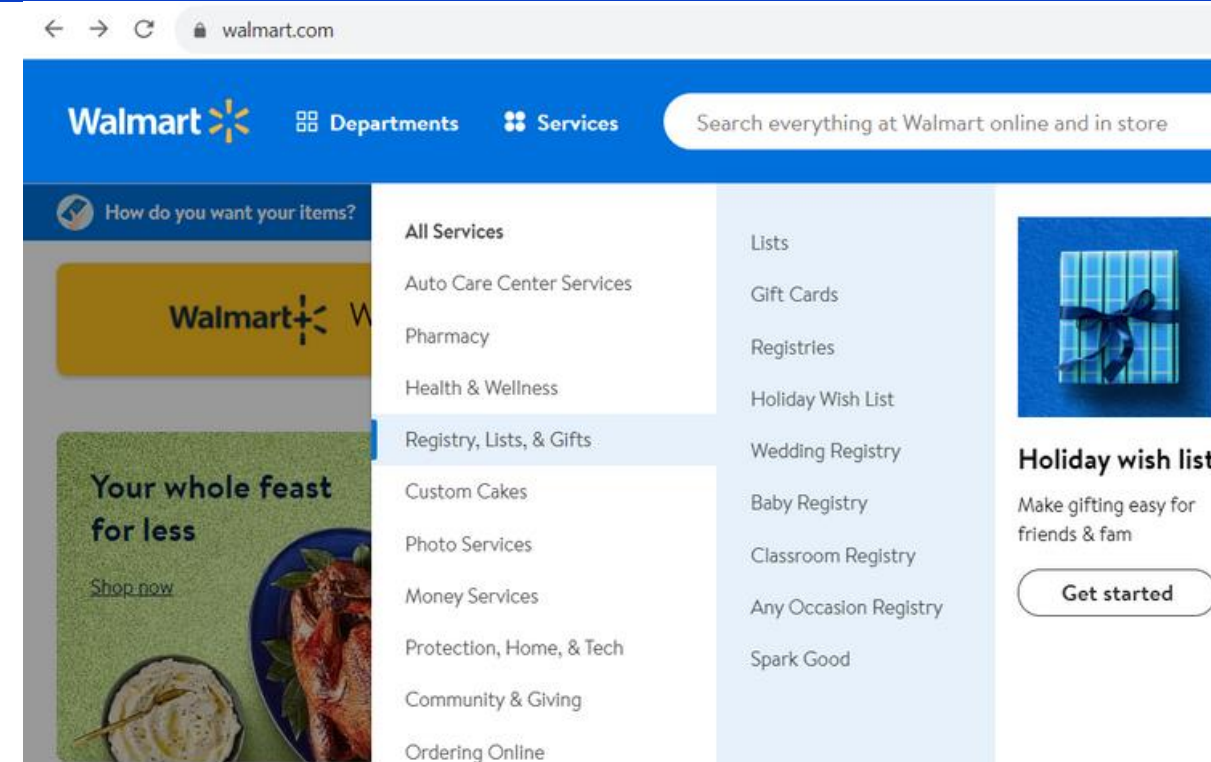 walmart.com
Walmart
Departments
Services
Search everything at Walmart online and in store
How do you want your items?
Walmart+ W
Your whole feast
for less
Shop now
All Services
Auto Care Center Services
Pharmacy
Health & Wellness
Registry, Lists, & Gifts
Custom Cakes
Photo Services
Money Services
Protection, Home, & Tech
Community & Giving
Ordering Online
Lists
Gift Cards
Registries
Holiday Wish List
Wedding Registry
Baby Registry
Classroom Registry
Any Occasion Registry
Spark Good
Holiday wish list
Make gifting easy for
friends & fam
Get started